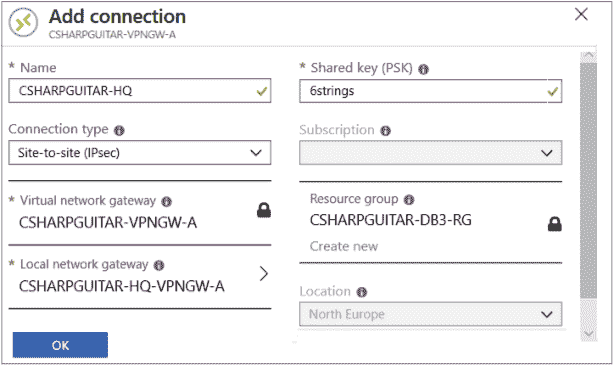 Add connection
CSHARPGUITAR-VPNGW-A
* Name
CSHARPGUITAR-HQ
Connection type
Site-to-site (IPsec)
* Virtual network gateway
CSHARPGUITAR-VPNGW-A
* Local network gateway
CSHARPGUITAR-HQ-VPNGW-A
OK
* Shared key (PSK)
6strings
Subscription
Resource group
CSHARPGUITAR-DB3-RG
Create new
Location
North Europe